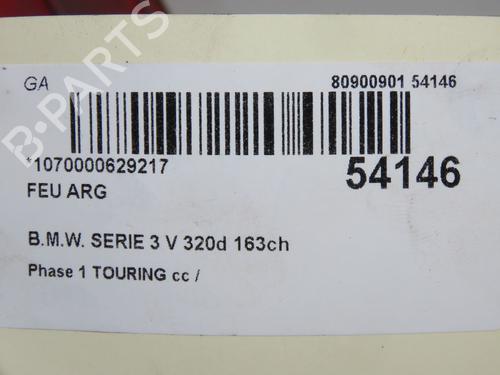 GA
80900901 54146
*1070000629217
54146
FEU ARG
B.M.W. SERIE 3 V 320d 163ch
Phase 1 TOURING cc /
B-PARTS